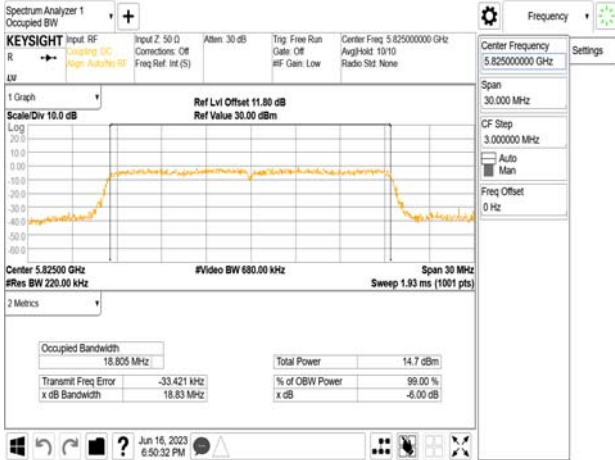 Spectrum Analyzer 1
Occupied BW
Frequency
KEYSIGHT Input: RF Input Z: 50 Ω Atten: 30 dB Trig: Free Run Center Freq: 5.825000000 GHz
R Coupling: DC Corrections: Off Gate: Off Avg|Hold: 10/10
Align: Auto/No RF Freq Ref: Int (S) #IF Gain: Low Radio Std: None
LXI
Center Frequency
5.825000000 GHz
Settings
Span
30.000 MHz
CF Step
3.000000 MHz
Auto
Man
Freq Offset
0 Hz
1 Graph
Ref Lvl Offset 11.80 dB
Scale/Div 10.0 dB Ref Value 30.00 dBm
Log
20.0
10.0
0.00
-10.0
-20.0
-30.0
-40.0
-50.0
-60.0
Center 5.82500 GHz #Video BW 680.00 kHz Span 30 MHz
#Res BW 220.00 kHz Sweep 1.93 ms (1001 pts)
2 Metrics
Occupied Bandwidth
18.805 MHz Total Power 14.7 dBm
Transmit Freq Error -33.421 kHz % of OBW Power 99.00 %
x dB Bandwidth 18.83 MHz x dB -6.00 dB
Jun 16, 2023
6:50:32 PM